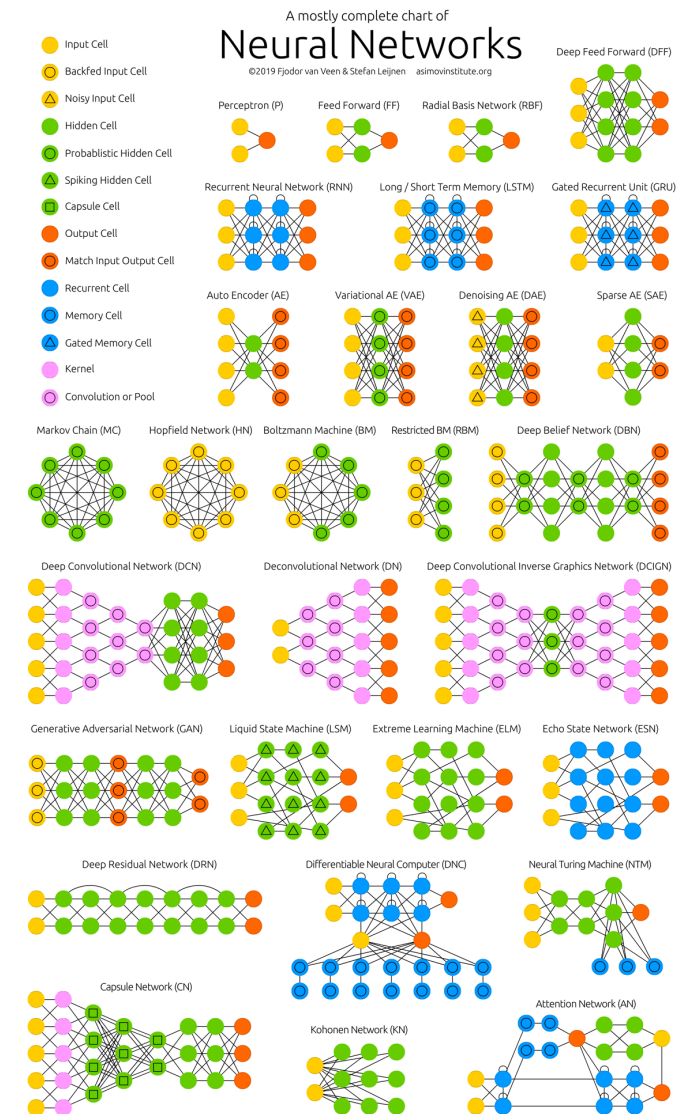 A mostly complete chart of
Neural Networks
©2019 Fjodor van Veen & Stefan Leijnen asimovinstitute.org
Input Cell
Backfed Input Cell
Noisy Input Cell
Hidden Cell
Probablistic Hidden Cell
Spiking Hidden Cell
Capsule Cell
Output Cell
Match Input Output Cell
Recurrent Cell
Memory Cell
Gated Memory Cell
Kernel
Convolution or Pool
Perceptron (P)
Feed Forward (FF)
Radial Basis Network (RBF)
Deep Feed Forward (DFF)
Recurrent Neural Network (RNN)
Long / Short Term Memory (LSTM)
Gated Recurrent Unit (GRU)
Auto Encoder (AE)
Variational AE (VAE)
Denoising AE (DAE)
Sparse AE (SAE)
Markov Chain (MC)
Hopfield Network (HN)
Boltzmann Machine (BM)
Restricted BM (RBM)
Deep Belief Network (DBN)
Deep Convolutional Network (DCN)
Deconvolutional Network (DN)
Deep Convolutional Inverse Graphics Network (DCIGN)
Generative Adversarial Network (GAN)
Liquid State Machine (LSM)
Extreme Learning Machine (ELM)
Echo State Network (ESN)
Deep Residual Network (DRN)
Differentiable Neural Computer (DNC)
Neural Turing Machine (NTM)
Capsule Network (CN)
Kohonen Network (KN)
Attention Network (AN)